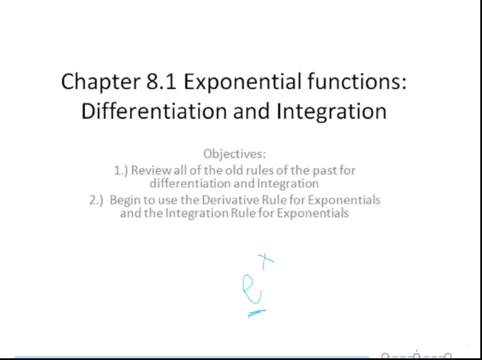 Chapter 8.1 Exponential functions:
Differentiation and Integration
Objectives:
1.) Review all of the old rules of the past for
differentiation and Integration
2.) Begin to use the Derivative Rule for Exponentials
and the Integration Rule for Exponentials
e^x